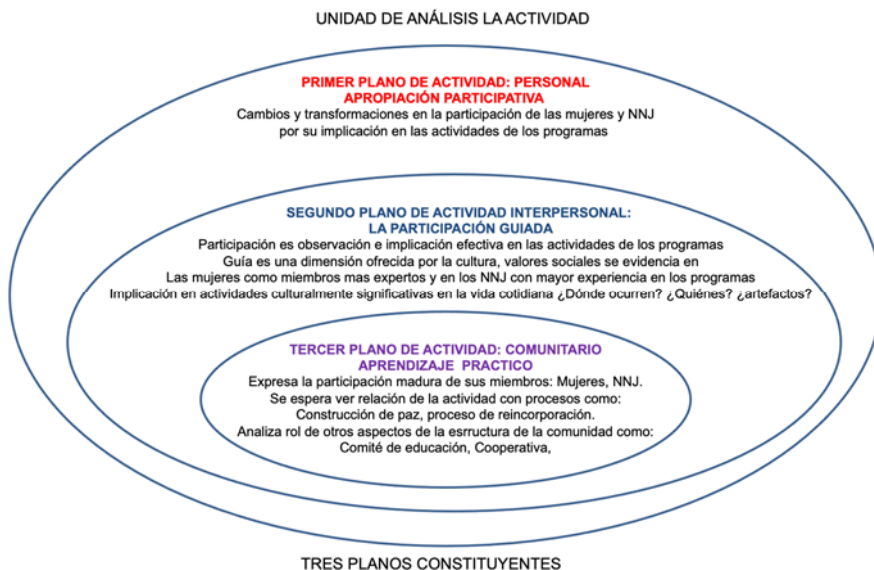 UNIDAD DE ANÁLISIS LA ACTIVIDAD
PRIMER PLANO DE ACTIVIDAD: PERSONAL
APROPIACIÓN PARTICIPATIVA
Cambios y transformaciones en la participación de las mujeres y NNJ
por su implicación en las actividades de los programas
SEGUNDO PLANO DE ACTIVIDAD INTERPERSONAL:
LA PARTICIPACIÓN GUIADA
Participación es observación e implicación efectiva en las actividades de los programas
Guía es una dimensión ofrecida por la cultura, valores sociales se evidencia en
Las mujeres como miembros mas expertos y en los NNJ con mayor experiencia en los programas
Implicación en actividades culturalmente significativas en la vida cotidiana ¿Dónde ocurren? ¿Quiénes? ¿artefactos?
TERCER PLANO DE ACTIVIDAD: COMUNITARIO
APRENDIZAJE PRACTICO
Expresa la participación madura de sus miembros: Mujeres, NNJ.
Se espera ver relación de la actividad con procesos como:
Construcción de paz, proceso de reincorporación.
Analiza rol de otros aspectos de la esrructura de la comunidad como:
Comité de educación, Cooperativa,
TRES PLANOS CONSTITUYENTES